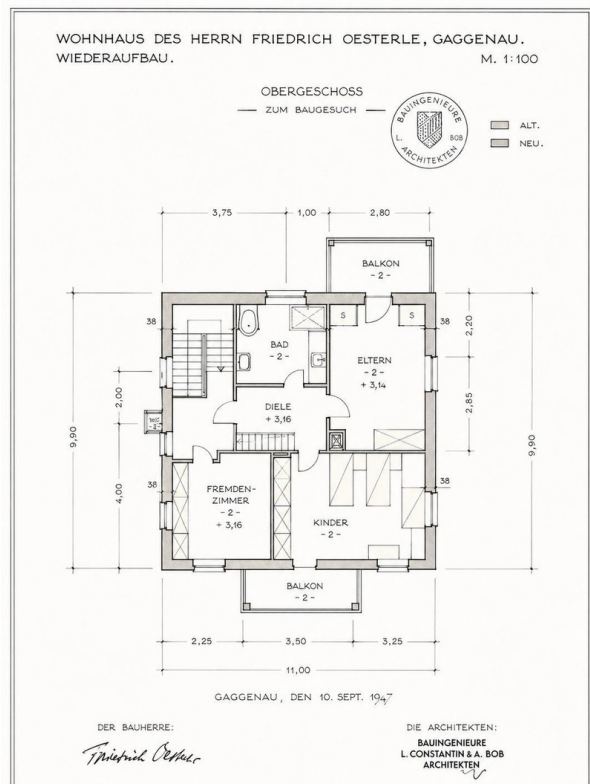 WOHNHAUS DES HERRN FRIEDRICH OESTERLE, GAGGENAU.
WIEDERAUFBAU. M. 1:100
OBERGESCHOSS
ZUM BAUGESUCH
BAUINGENIEURE
L. BOB
ARCHITEKTEN
ALT.
NEU.
3,75 1,00 2,80
BALKON
- 2 -
38 S S 38
BAD
- 2 -
ELTERN
- 2 -
+ 3,14
2,20
DIELE
+ 3,16
2,00
2,85
9,90 9,90
4,00
38 38
FREMDEN-
ZIMMER
- 2 -
+ 3,16
KINDER
- 2 -
BALKON
- 2 -
2,25 3,50 3,25
11,00
GAGGENAU, DEN 10. SEPT. 1947
DER BAUHERRE: DIE ARCHITEKTEN:
Friedrich Oesterle
BAUINGENIEURE
L. CONSTANTIN & A. BOB
ARCHITEKTEN